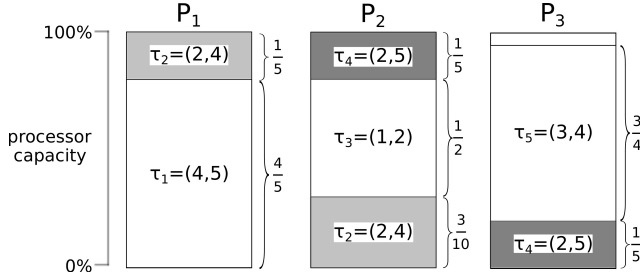 P₁ P₂ P₃
100%
τ₂=(2,4) 1/5
τ₄=(2,5) 1/5
processor
capacity
τ₁=(4,5) 4/5
τ₃=(1,2) 1/2
τ₅=(3,4) 3/4
τ₂=(2,4) 3/10
τ₄=(2,5) 1/5
0%